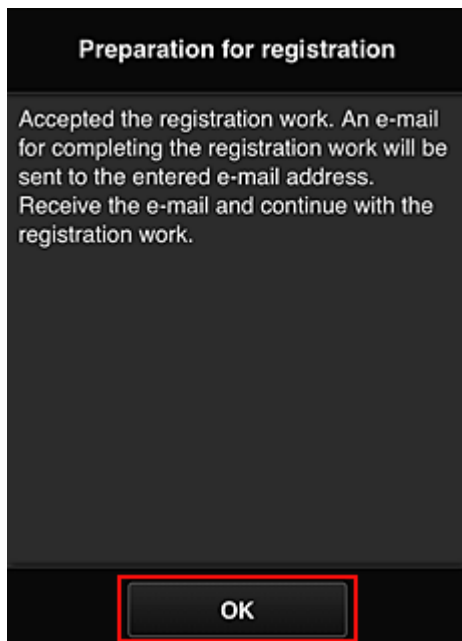 Preparation for registration
Accepted the registration work. An e-mail
for completing the registration work will be
sent to the entered e-mail address.
Receive the e-mail and continue with the
registration work.
OK